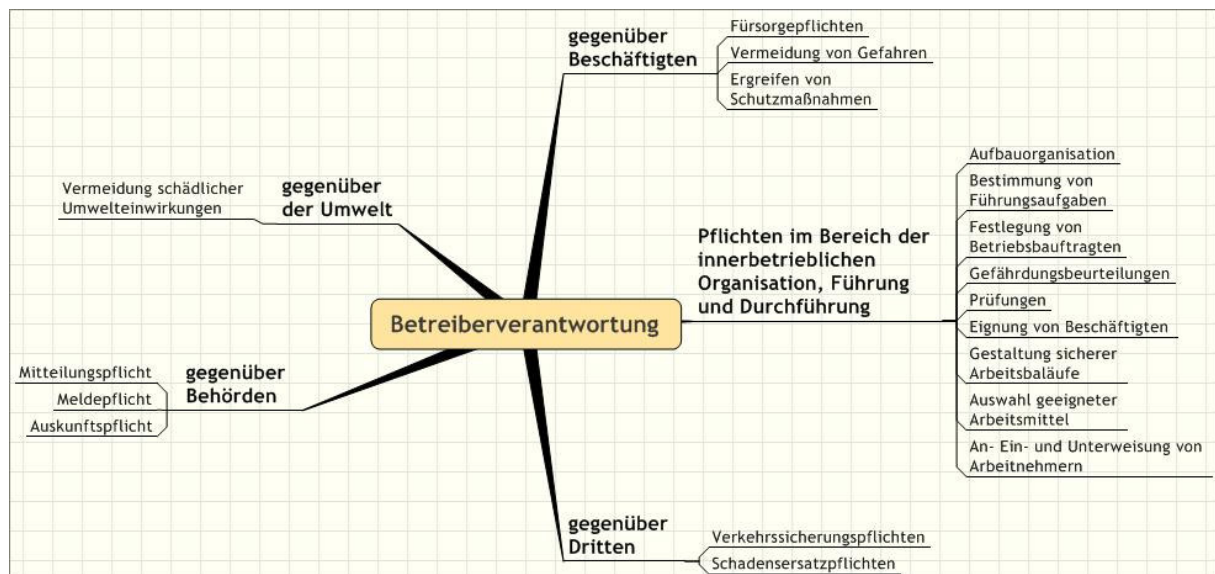 gegenüber
Beschäftigten
Fürsorgepflichten
Vermeidung von Gefahren
Ergreifen von
Schutzmaßnahmen
Vermeidung schädlicher
Umwelteinwirkungen
gegenüber
der Umwelt
Pflichten im Bereich der
innerbetrieblichen
Organisation, Führung
und Durchführung
Aufbauorganisation
Bestimmung von
Führungsaufgaben
Festlegung von
Betriebsbauftragten
Gefährdungsbeurteilungen
Prüfungen
Eignung von Beschäftigten
Gestaltung sicherer
Arbeitsbaläufe
Auswahl geeigneter
Arbeitsmittel
An- Ein- und Unterweisung von
Arbeitnehmern
Betreiberverantwortung
Mitteilungspflicht
Meldepflicht
Auskunftspflicht
gegenüber
Behörden
gegenüber
Dritten
Verkehrssicherungspflichten
Schadensersatzpflichten